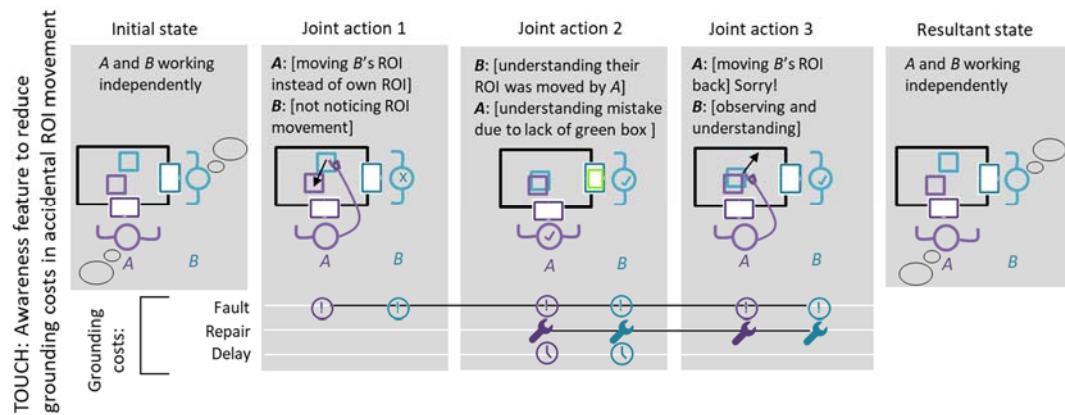 TOUCH: Awareness feature to reduce
grounding costs in accidental ROI movement
Initial state
A and B working
independently
A
B
Joint action 1
A: [moving B's ROI
instead of own ROI]
B: [not noticing ROI
movement]
A
B
Joint action 2
B: [understanding their
ROI was moved by A]
A: [understanding mistake
due to lack of green box ]
A
B
Joint action 3
A: [moving B's ROI
back] Sorry!
B: [observing and
understanding]
A
B
Resultant state
A and B working
independently
A
B
Grounding
costs:
Fault
Repair
Delay